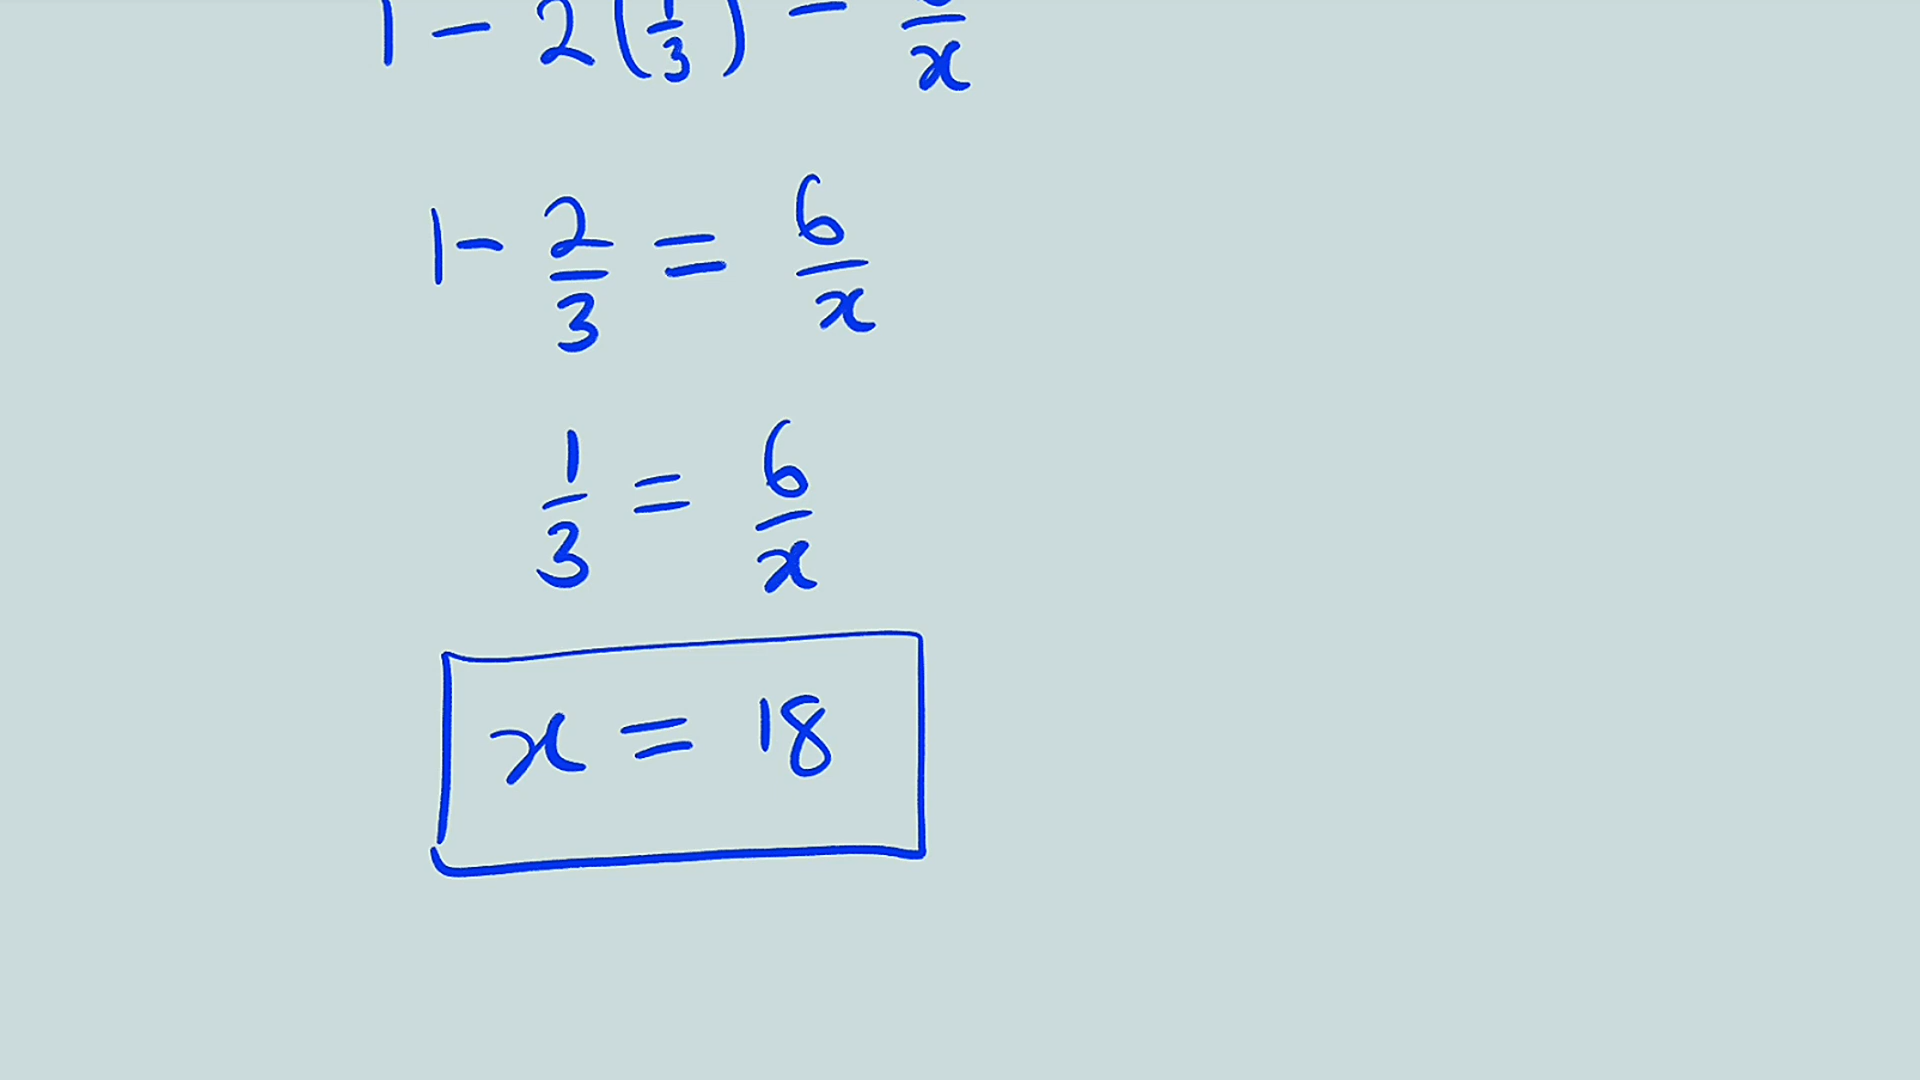 1 - 2(1/3) = /x
1 - 2/3 = 6/x
1/3 = 6/x
x = 18